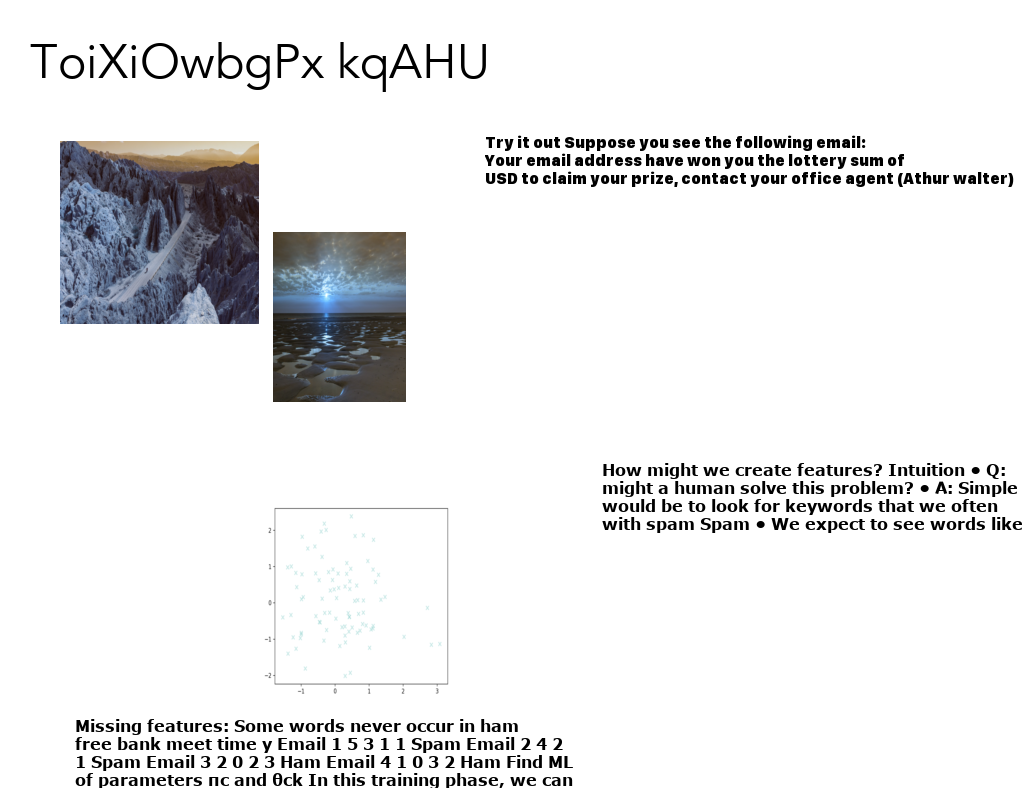 ToiXiOwbgPx kqAHU
Try it out Suppose you see the following email:
Your email address have won you the lottery sum of
USD to claim your prize, contact your office agent (Athur walter)
How might we create features? Intuition • Q:
might a human solve this problem? • A: Simple
would be to look for keywords that we often
with spam Spam • We expect to see words like
2
1
0
−1
−2
−1 0 1 2 3
Missing features: Some words never occur in ham
free bank meet time y Email 1 5 3 1 1 Spam Email 2 4 2
1 Spam Email 3 2 0 2 3 Ham Email 4 1 0 3 2 Ham Find ML
of parameters πc and θck In this training phase, we can